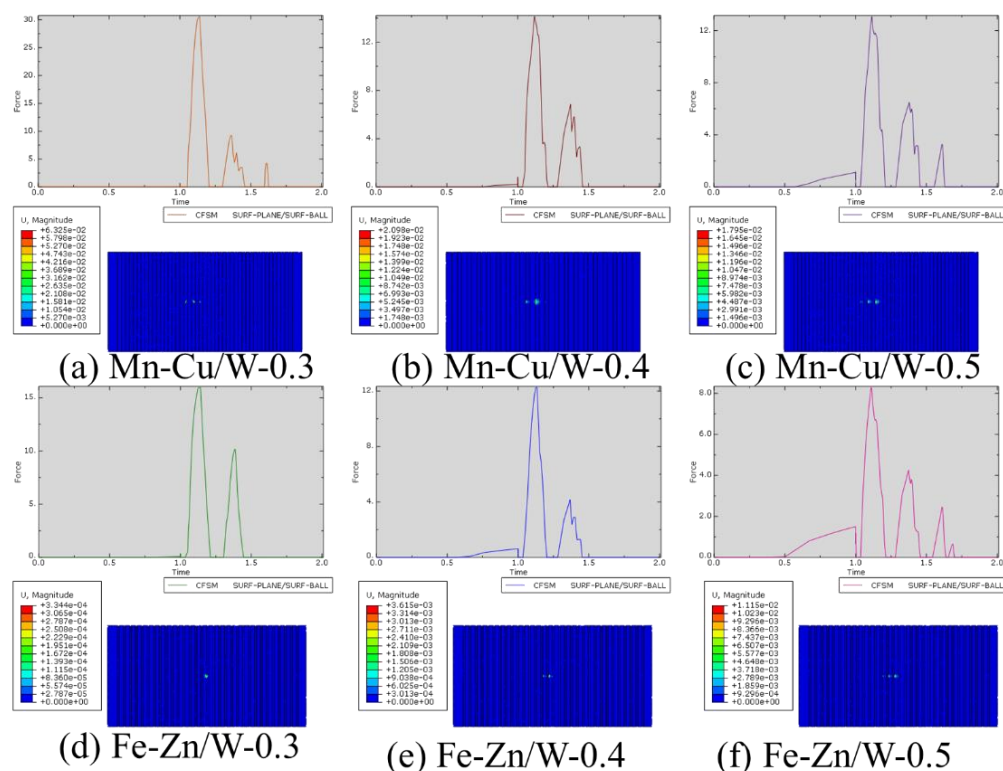 30.
25.
20.
15.
10.
5.
0.
Force
0.0 0.5 1.0 1.5 2.0
Time
CFSM SURF-PLANE/SURF-BALL
U, Magnitude
+6.325e-02
+5.798e-02
+5.270e-02
+4.743e-02
+4.216e-02
+3.689e-02
+3.162e-02
+2.635e-02
+2.108e-02
+1.581e-02
+1.054e-02
+5.270e-03
+0.000e+00
(a) Mn-Cu/W-0.3
12.
8.
4.
0.
Force
0.0 0.5 1.0 1.5 2.0
Time
CFSM SURF-PLANE/SURF-BALL
U, Magnitude
+2.098e-02
+1.923e-02
+1.748e-02
+1.574e-02
+1.399e-02
+1.224e-02
+1.049e-02
+8.742e-03
+6.993e-03
+5.245e-03
+3.497e-03
+1.748e-03
+0.000e+00
(b) Mn-Cu/W-0.4
12.
8.
4.
0.
Force
0.0 0.5 1.0 1.5 2.0
Time
CFSM SURF-PLANE/SURF-BALL
U, Magnitude
+1.795e-02
+1.645e-02
+1.496e-02
+1.346e-02
+1.196e-02
+1.047e-02
+8.974e-03
+7.478e-03
+5.982e-03
+4.487e-03
+2.991e-03
+1.496e-03
+0.000e+00
(c) Mn-Cu/W-0.5
15.
10.
5.
0.
Force
0.0 0.5 1.0 1.5 2.0
Time
CFSM SURF-PLANE/SURF-BALL
U, Magnitude
+3.344e-04
+3.065e-04
+2.787e-04
+2.508e-04
+2.229e-04
+1.951e-04
+1.672e-04
+1.393e-04
+1.115e-04
+8.360e-05
+5.574e-05
+2.787e-05
+0.000e+00
(d) Fe-Zn/W-0.3
12.
8.
4.
0.
Force
0.0 0.5 1.0 1.5 2.0
Time
CFSM SURF-PLANE/SURF-BALL
U, Magnitude
+3.615e-03
+3.314e-03
+3.013e-03
+2.711e-03
+2.410e-03
+2.109e-03
+1.808e-03
+1.506e-03
+1.205e-03
+9.038e-04
+6.025e-04
+3.013e-04
+0.000e+00
(e) Fe-Zn/W-0.4
8.0
6.0
4.0
2.0
0.0
Force
0.0 0.5 1.0 1.5 2.0
Time
CFSM SURF-PLANE/SURF-BALL
U, Magnitude
+1.115e-02
+1.023e-02
+9.296e-03
+8.366e-03
+7.437e-03
+6.507e-03
+5.577e-03
+4.648e-03
+3.718e-03
+2.789e-03
+1.859e-03
+9.296e-04
+0.000e+00
(f) Fe-Zn/W-0.5